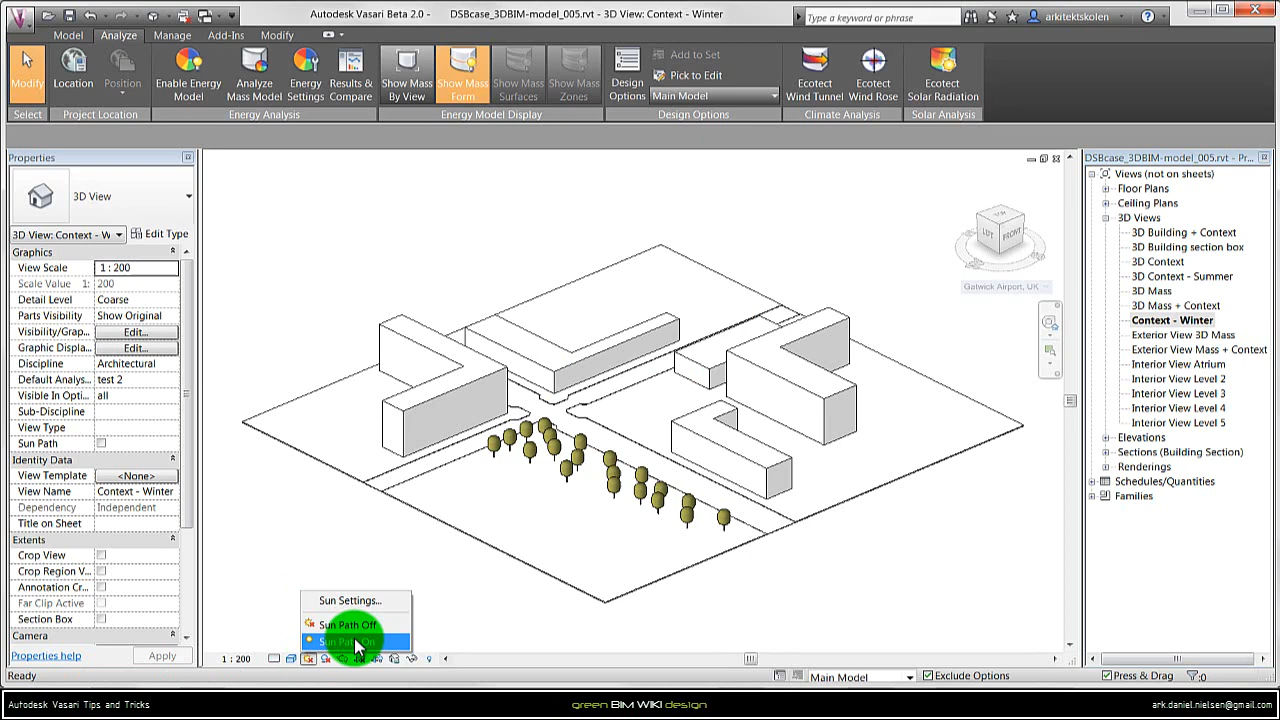 Autodesk Vasari Beta 2.0 - DSBcase_3DBIM-model_005.rvt - 3D View: Context - Winter
Type a keyword or phrase
arkitektskolen
Model Analyze Manage Add-Ins Modify
Modify
Location
Position
Enable Energy Model
Analyze Mass Model
Energy Settings
Results & Compare
Show Mass By View
Show Mass Form
Show Mass Surfaces
Show Mass Zones
Design Options
Add to Set
Pick to Edit
Main Model
Ecotect Wind Tunnel
Ecotect Wind Rose
Ecotect Solar Radiation
Select Project Location Energy Analysis Energy Model Display Design Options Climate Analysis Solar Analysis
Properties
3D View
3D View: Context - W
Edit Type
Graphics
View Scale 1 : 200
Scale Value 1: 200
Detail Level Coarse
Parts Visibility Show Original
Visibility/Grap... Edit...
Graphic Displa... Edit...
Discipline Architectural
Default Analys... test 2
Visible In Opti... all
Sub-Discipline
View Type
Sun Path
Identity Data
View Template <None>
View Name Context - Winter
Dependency Independent
Title on Sheet
Extents
Crop View
Crop Region V...
Annotation Cr...
Far Clip Active
Section Box
Camera
Properties help Apply
FRONT
Gatwick Airport, UK
Sun Settings...
Sun Path Off
Sun Path On
1 : 200
DSBcase_3DBIM-model_005.rvt - Pr...
Views (not on sheets)
Floor Plans
Ceiling Plans
3D Views
3D Building + Context
3D Building section box
3D Context
3D Context - Summer
3D Mass
3D Mass + Context
Context - Winter
Exterior View 3D Mass
Exterior View Mass + Context
Interior View Atrium
Interior View Level 2
Interior View Level 3
Interior View Level 4
Interior View Level 5
Elevations
Sections (Building Section)
Renderings
Schedules/Quantities
Families
Ready
Main Model
Exclude Options
Press & Drag
:0
Autodesk Vasari Tips and Tricks
green BIM WIKI design
ark.daniel.nielsen@gmail.com